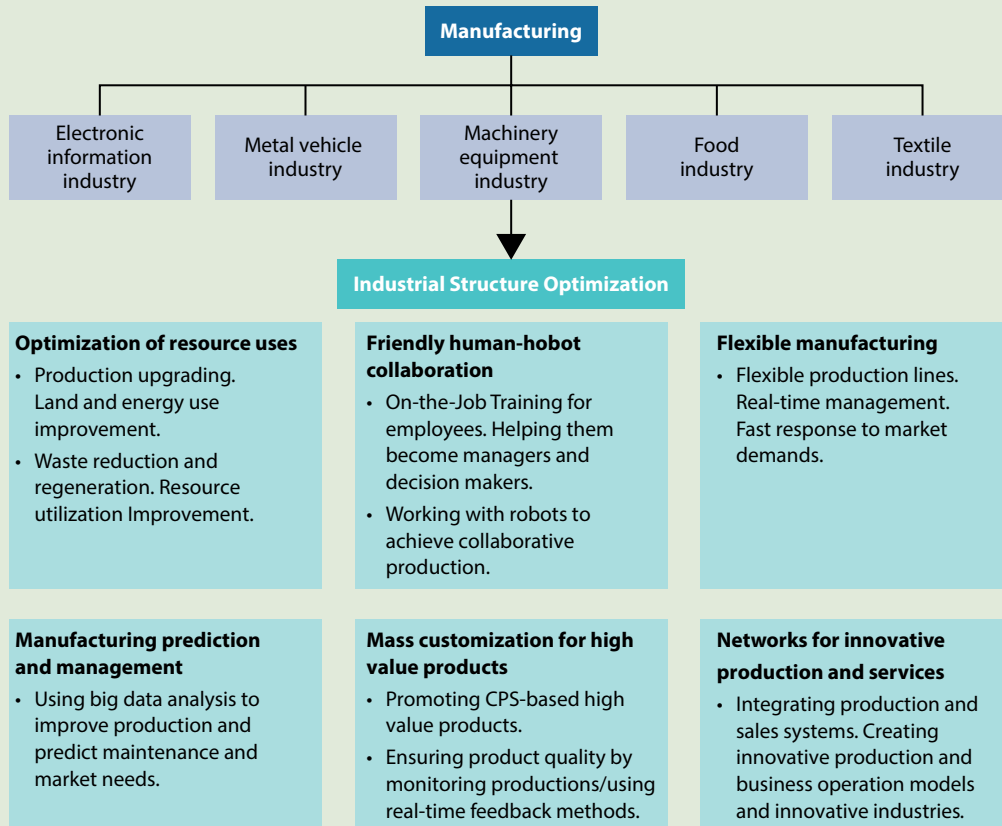 Manufacturing
Electronic
information
industry
Metal vehicle
industry
Machinery
equipment
industry
Food
industry
Textile
industry
Industrial Structure Optimization
Optimization of resource uses
• Production upgrading.
Land and energy use
improvement.
• Waste reduction and
regeneration. Resource
utilization Improvement.
Friendly human-hobot
collaboration
• On-the-Job Training for
employees. Helping them
become managers and
decision makers.
• Working with robots to
achieve collaborative
production.
Flexible manufacturing
• Flexible production lines.
Real-time management.
Fast response to market
demands.
Manufacturing prediction
and management
• Using big data analysis to
improve production and
predict maintenance and
market needs.
Mass customization for high
value products
• Promoting CPS-based high
value products.
• Ensuring product quality by
monitoring productions/using
real-time feedback methods.
Networks for innovative
production and services
• Integrating production and
sales systems. Creating
innovative production and
business operation models
and innovative industries.